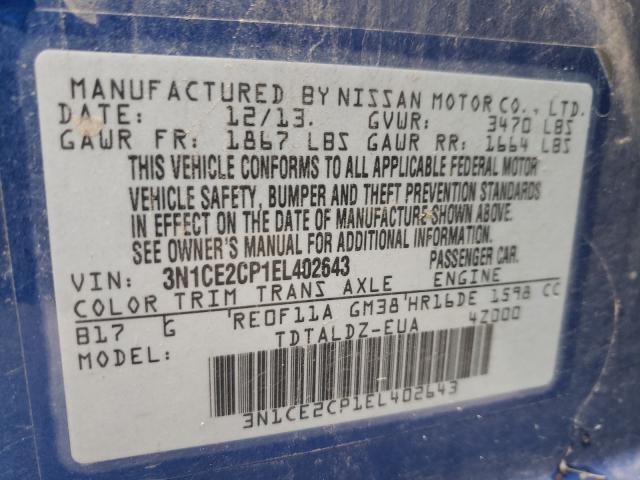 MANUFACTURED BY NISSAN MOTOR CO., LTD.
DATE: 12/13. GVWR: 3470 LBS
GAWR FR: 1867 LBS GAWR RR: 1664 LBS
THIS VEHICLE CONFORMS TO ALL APPLICABLE FEDERAL MOTOR
VEHICLE SAFETY, BUMPER AND THEFT PREVENTION STANDARDS
IN EFFECT ON THE DATE OF MANUFACTURE SHOWN ABOVE.
SEE OWNER'S MANUAL FOR ADDITIONAL INFORMATION.
VIN: 3N1CE2CP1EL402643 PASSENGER CAR.
COLOR TRIM TRANS AXLE ENGINE
B17 G RE0F11A GM38 HR16DE 1598 CC
MODEL: TDTALDZ-EUA 4Z000
3N1CE2CP1EL402643